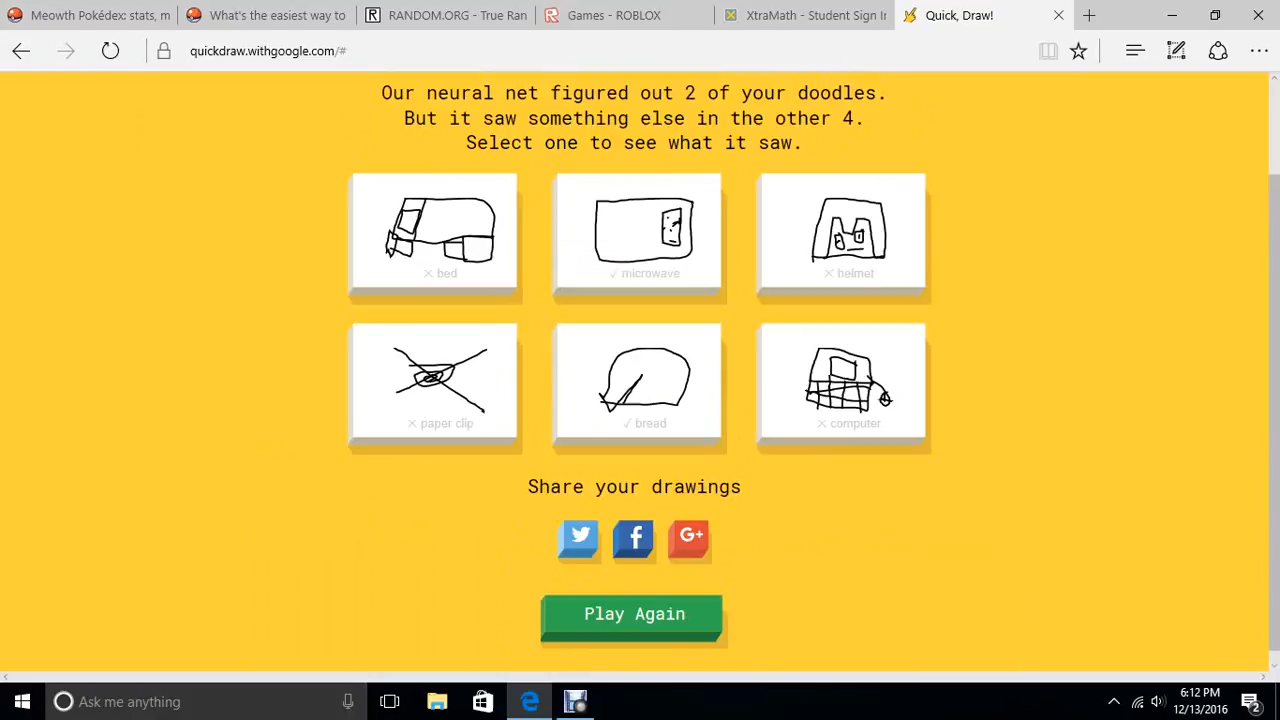 Meowth Pokédex: stats, m
What's the easiest way to
RANDOM.ORG - True Ran
Games - ROBLOX
XtraMath - Student Sign In
Quick, Draw!
quickdraw.withgoogle.com/#
Our neural net figured out 2 of your doodles.
But it saw something else in the other 4.
Select one to see what it saw.
× bed
✓ microwave
× helmet
× paper clip
✓ bread
× computer
Share your drawings
f
G+
Play Again
Ask me anything
6:12 PM
12/13/2016
2